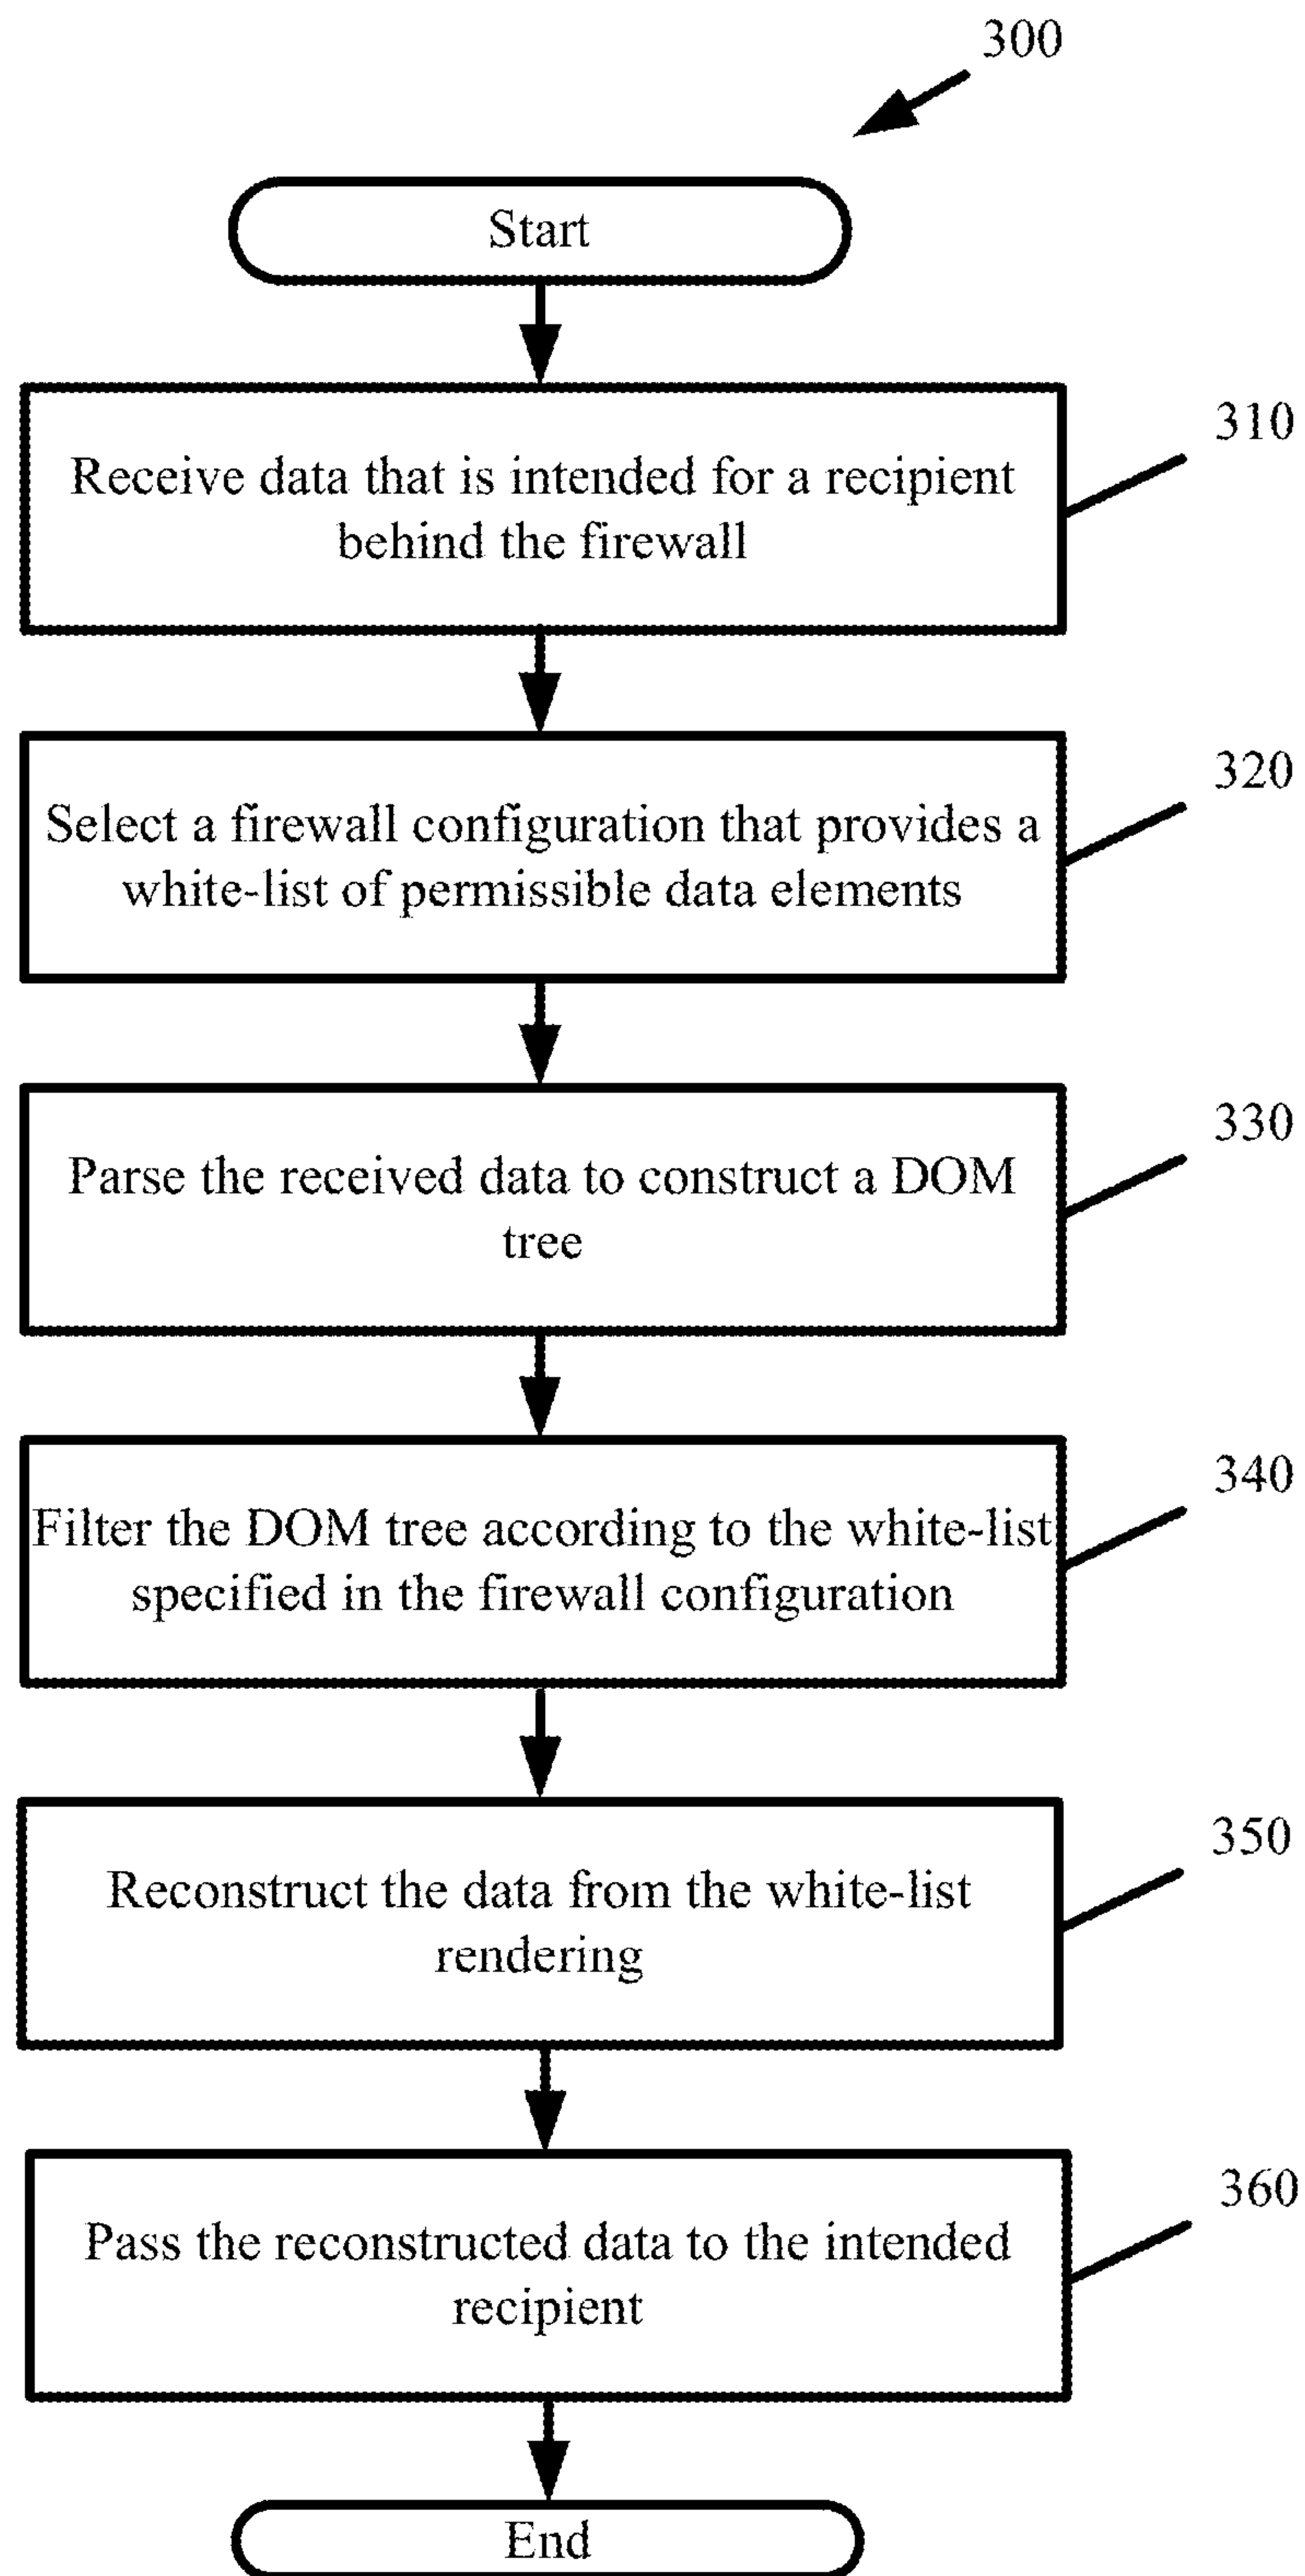 300
Start
310
Receive data that is intended for a recipient
behind the firewall
320
Select a firewall configuration that provides a
white-list of permissible data elements
330
Parse the received data to construct a DOM
tree
340
Filter the DOM tree according to the white-list
specified in the firewall configuration
350
Reconstruct the data from the white-list
rendering
360
Pass the reconstructed data to the intended
recipient
End